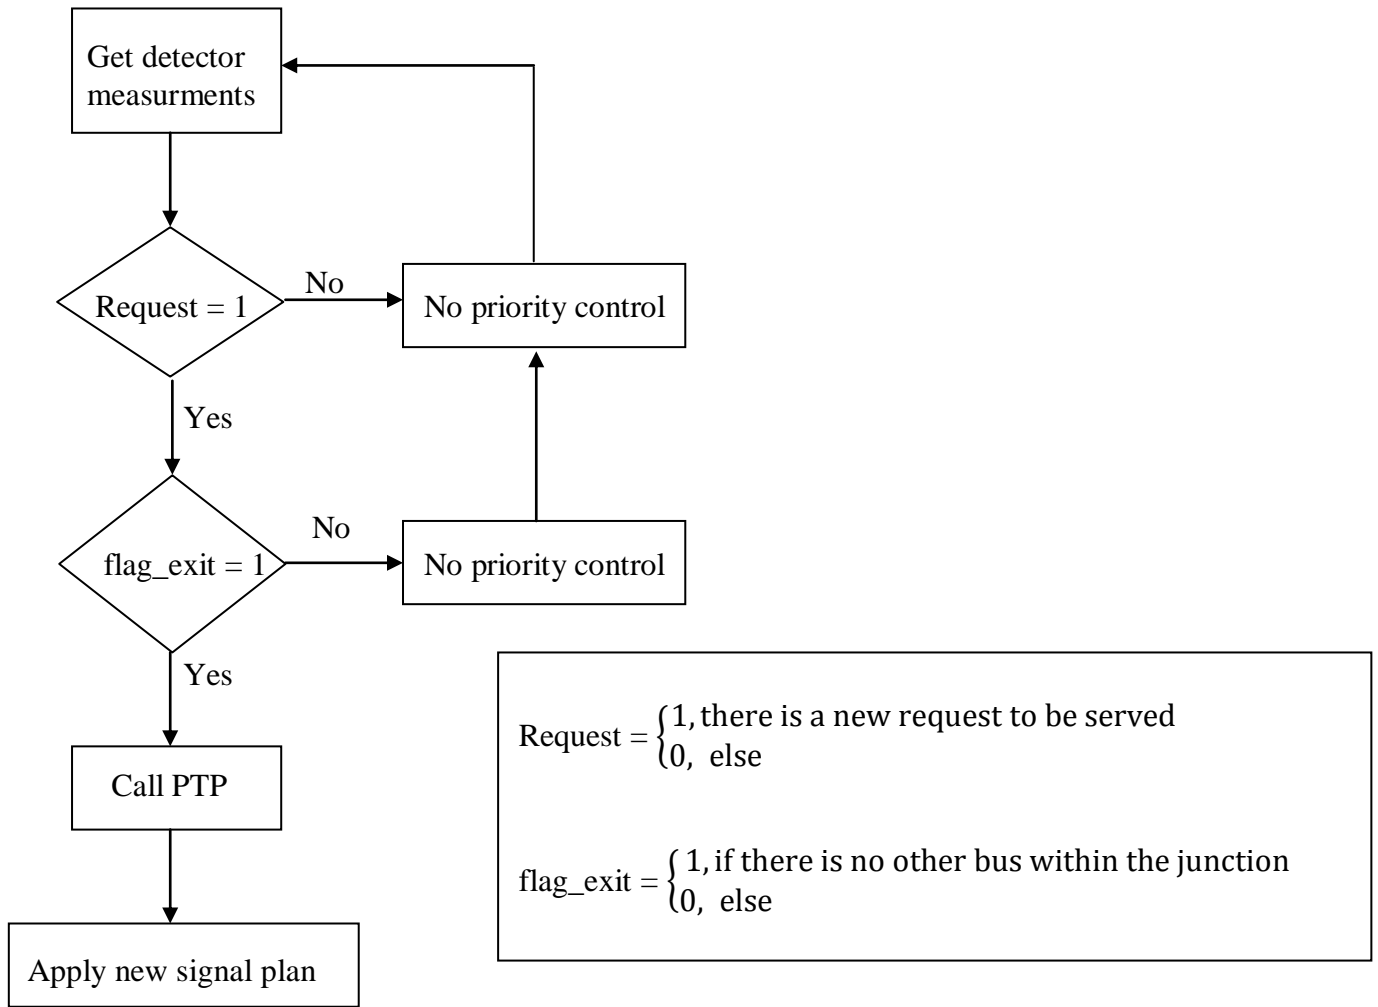 Get detector
measurments
Request = 1
No
No priority control
Yes
flag_exit = 1
No
No priority control
Yes
Call PTP
Apply new signal plan
Request = {1, there is a new request to be served
0, else
flag_exit = {1, if there is no other bus within the junction
0, else